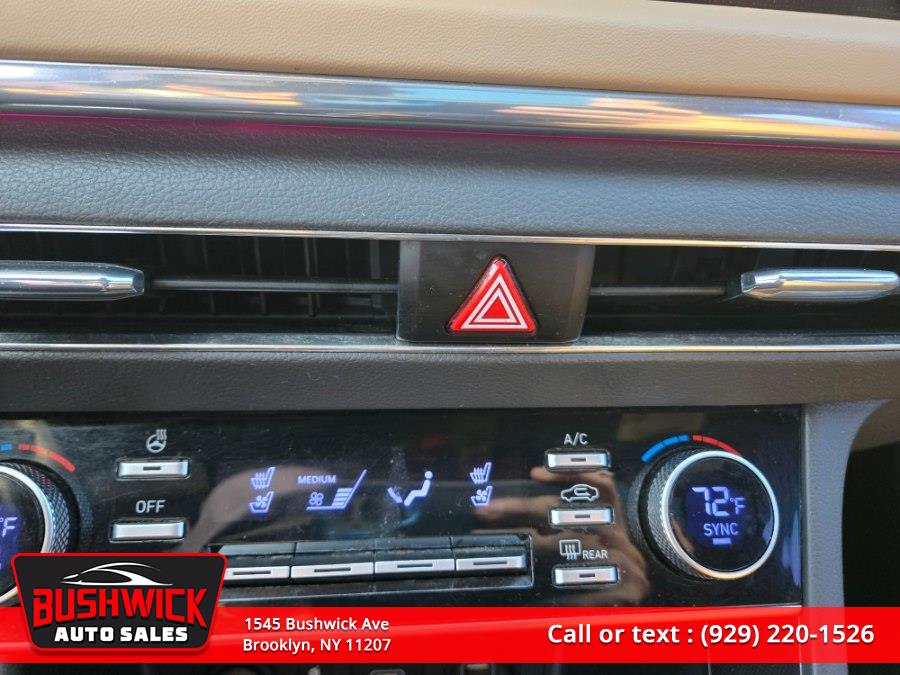 A/C
MEDIUM
OFF
°F
72°F
SYNC
REAR
BUSHWICK
AUTO SALES
1545 Bushwick Ave
Brooklyn, NY 11207
Call or text : (929) 220-1526